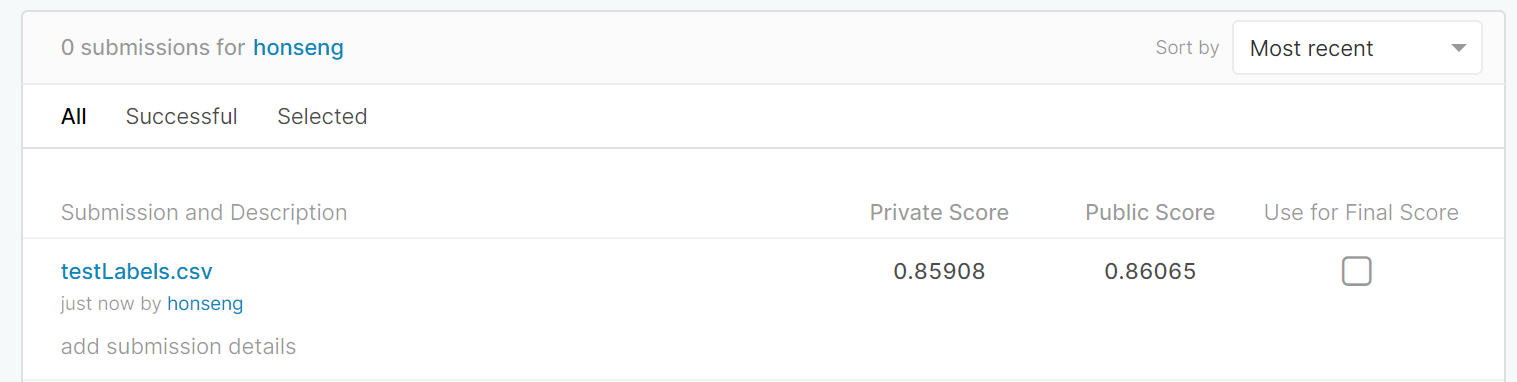 0 submissions for honseng
Sort by Most recent
All Successful Selected
Submission and Description Private Score Public Score Use for Final Score
testLabels.csv 0.85908 0.86065
just now by honseng
add submission details